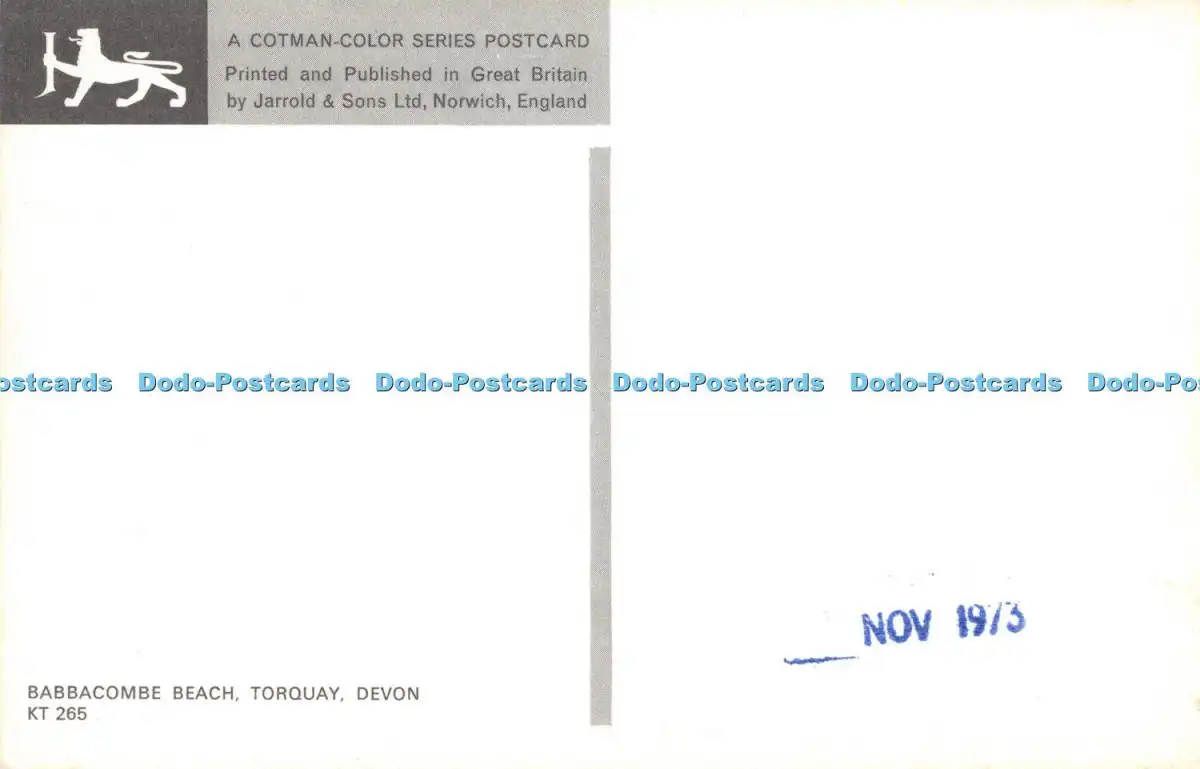 A COTMAN-COLOR SERIES POSTCARD
Printed and Published in Great Britain
by Jarrold & Sons Ltd, Norwich, England
ostcards Dodo-Postcards Dodo-Postcards Dodo-Postcards Dodo-Postcards Dodo-Po
NOV 1973
BABBACOMBE BEACH, TORQUAY, DEVON
KT 265